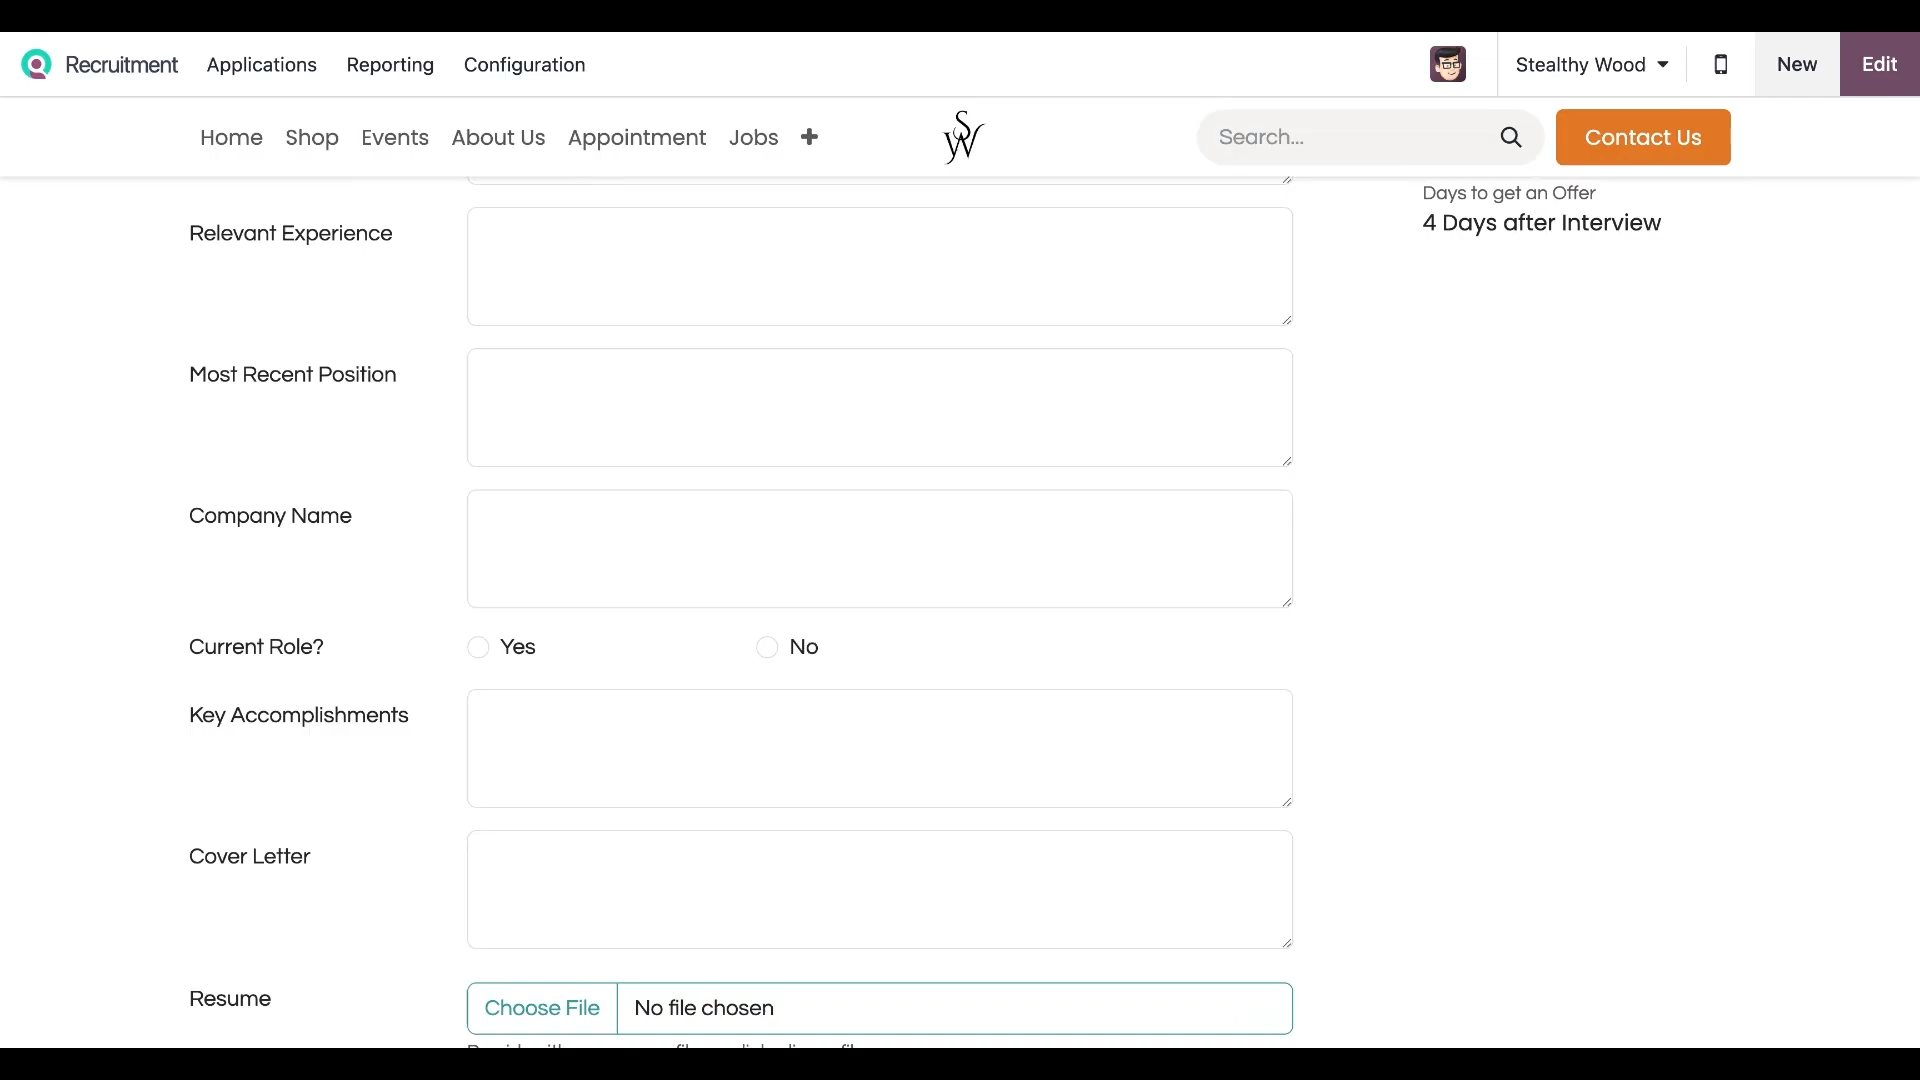 Recruitment Applications Reporting Configuration Stealthy Wood New Edit
Home Shop Events About Us Appointment Jobs SW Search... Contact Us
Days to get an Offer
4 Days after Interview
Relevant Experience
Most Recent Position
Company Name
Current Role? Yes No
Key Accomplishments
Cover Letter
Resume Choose File No file chosen